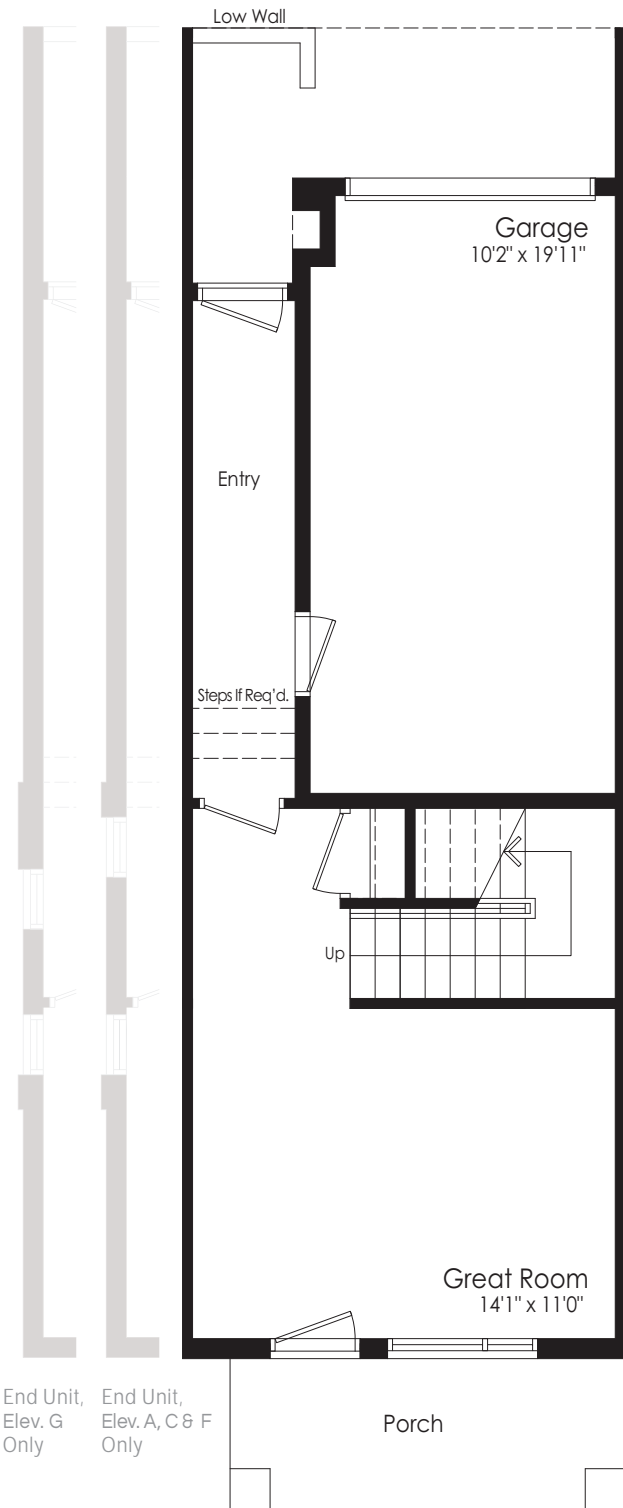 Low Wall
Garage
10'2" x 19'11"
Entry
Steps If Req'd.
Up
Great Room
14'1" x 11'0"
Porch
End Unit,
Elev. G
Only
End Unit,
Elev. A, C & F
Only